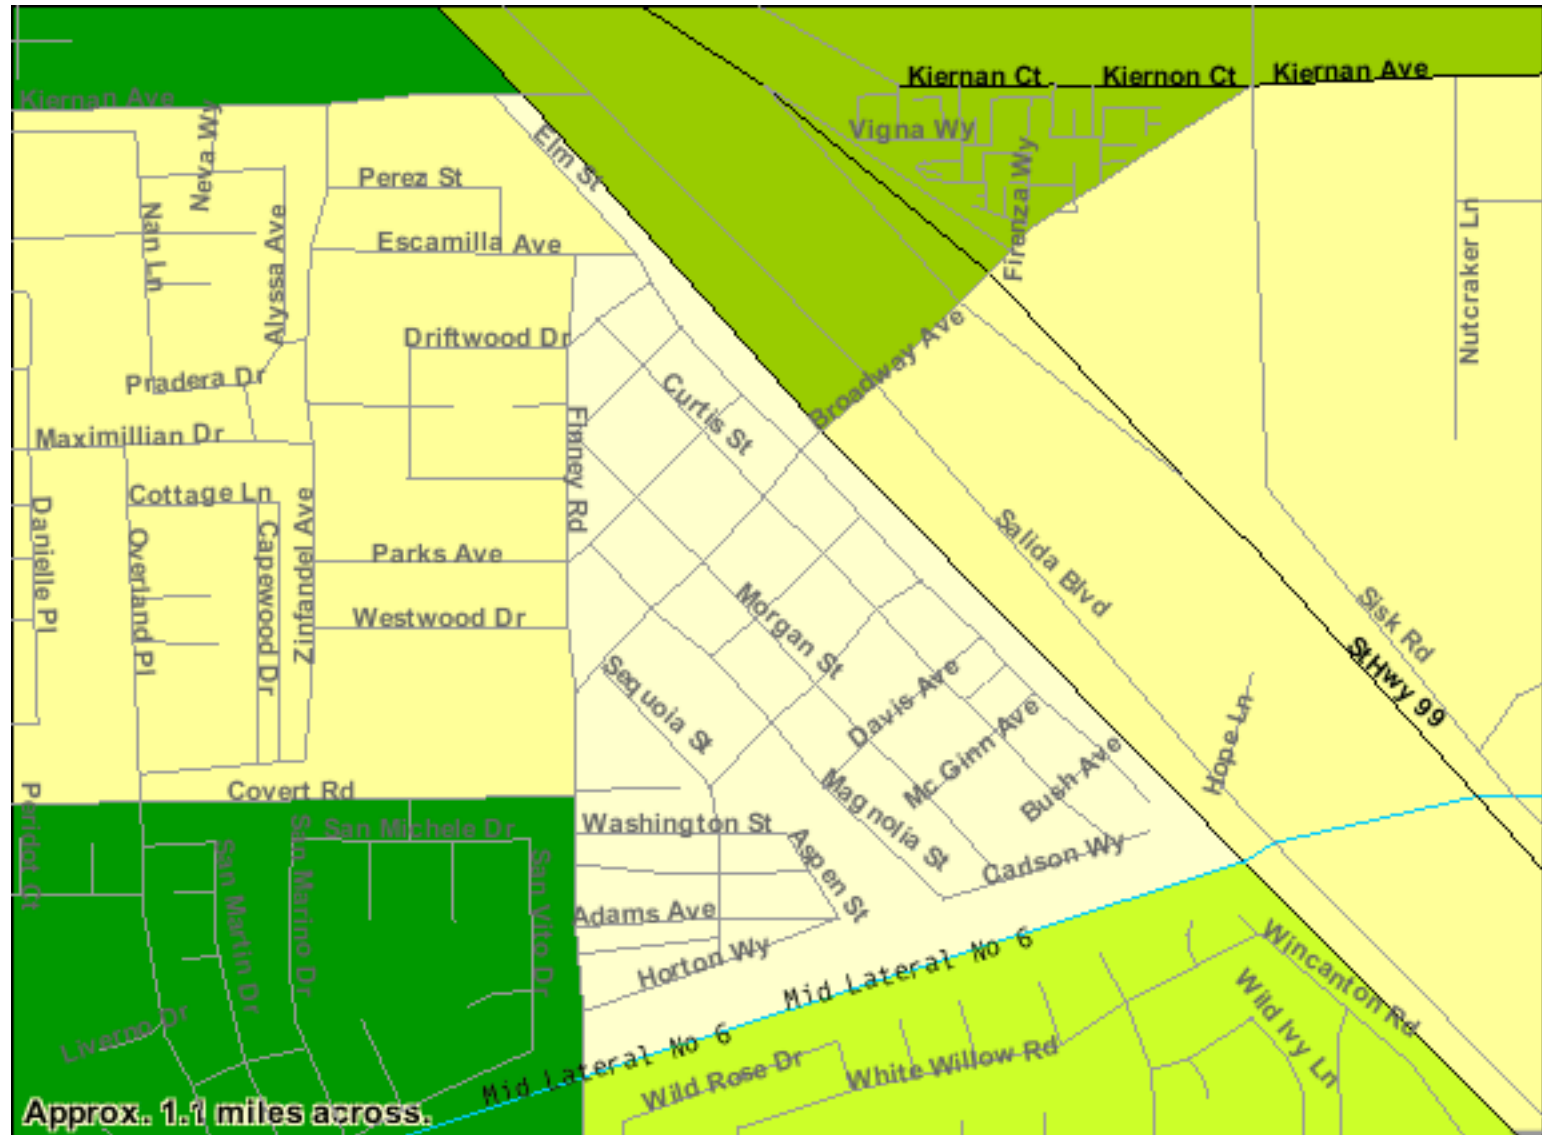 Kiernan Ct
Kiernon Ct
Kiernan Ave
Kiernan Ave
Neva Wy
Elm St
Vigna Wy
Firenza Wy
Perez St
Nan Ln
Alyssa Ave
Escamilla Ave
Nutcraker Ln
Driftwood Dr
Broadway Ave
Pradera Dr
Curtis St
Maximillian Dr
Finney Rd
Cottage Ln
Danielle Pl
Overland Pl
Capewood Dr
Zinfandel Ave
Parks Ave
Salida Blvd
Westwood Dr
Morgan St
Sisk Rd
St Hwy 99
Sequoia St
Davis Ave
Mc Ginn Ave
Hope Ln
Bush Ave
Magnolia St
Covert Rd
Peridot Ct
San Michele Dr
Washington St
Aspen St
Carlson Wy
San Martin Dr
San Marino Dr
San Vito Dr
Adams Ave
Horton Wy
Mid Lateral No 6
Wincanton Rd
Wild Ivy Ln
Liverno Dr
Mid Lateral No 6
Wild Rose Dr
White Willow Rd
Approx. 1.1 miles across.